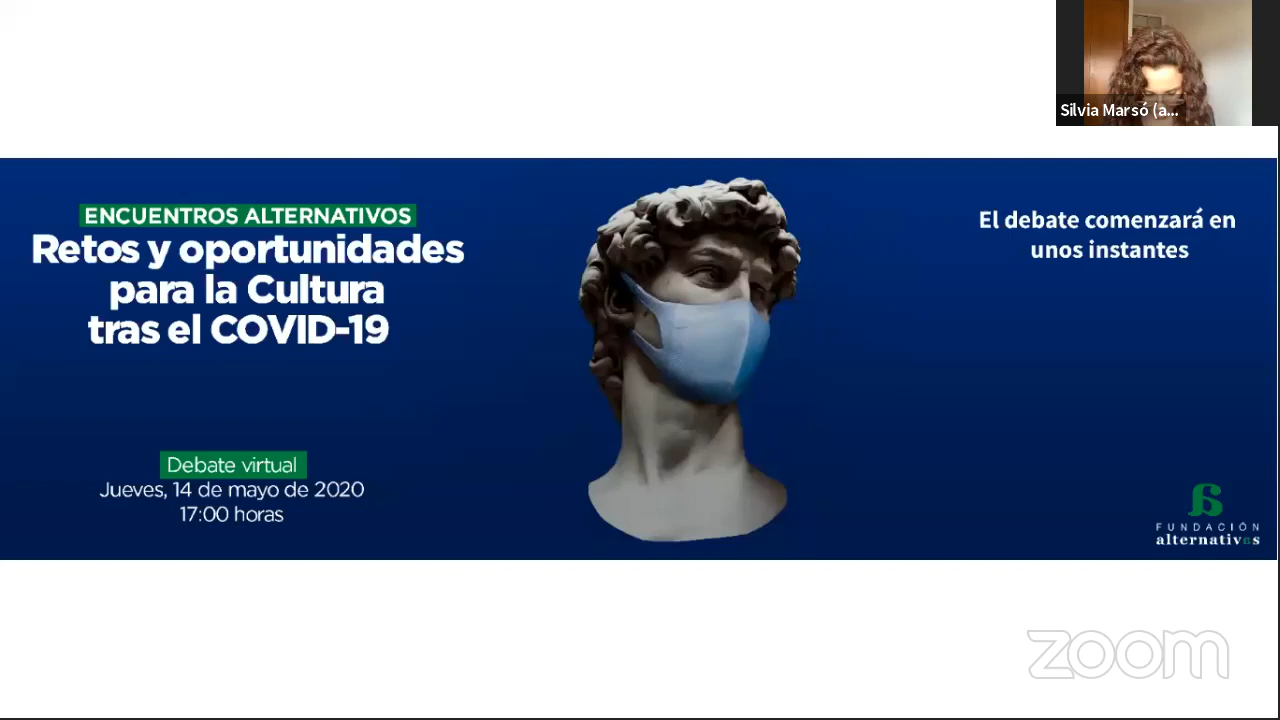 Silvia Marsó (a...
ENCUENTROS ALTERNATIVOS
Retos y oportunidades
para la Cultura
tras el COVID-19
El debate comenzará en
unos instantes
Debate virtual
Jueves, 14 de mayo de 2020
17:00 horas
FUNDACIÓN
alternativas
zoom